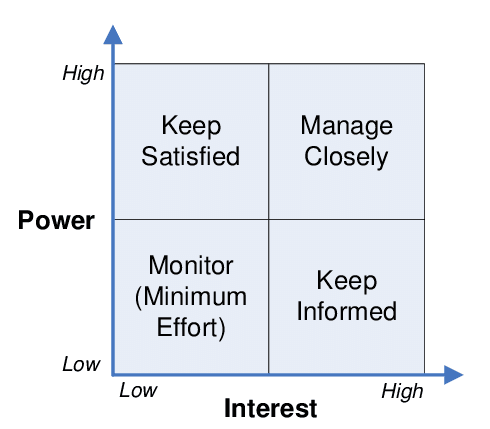 High
Keep
Satisfied
Manage
Closely
Power
Monitor
(Minimum
Effort)
Keep
Informed
Low
Low
High
Interest